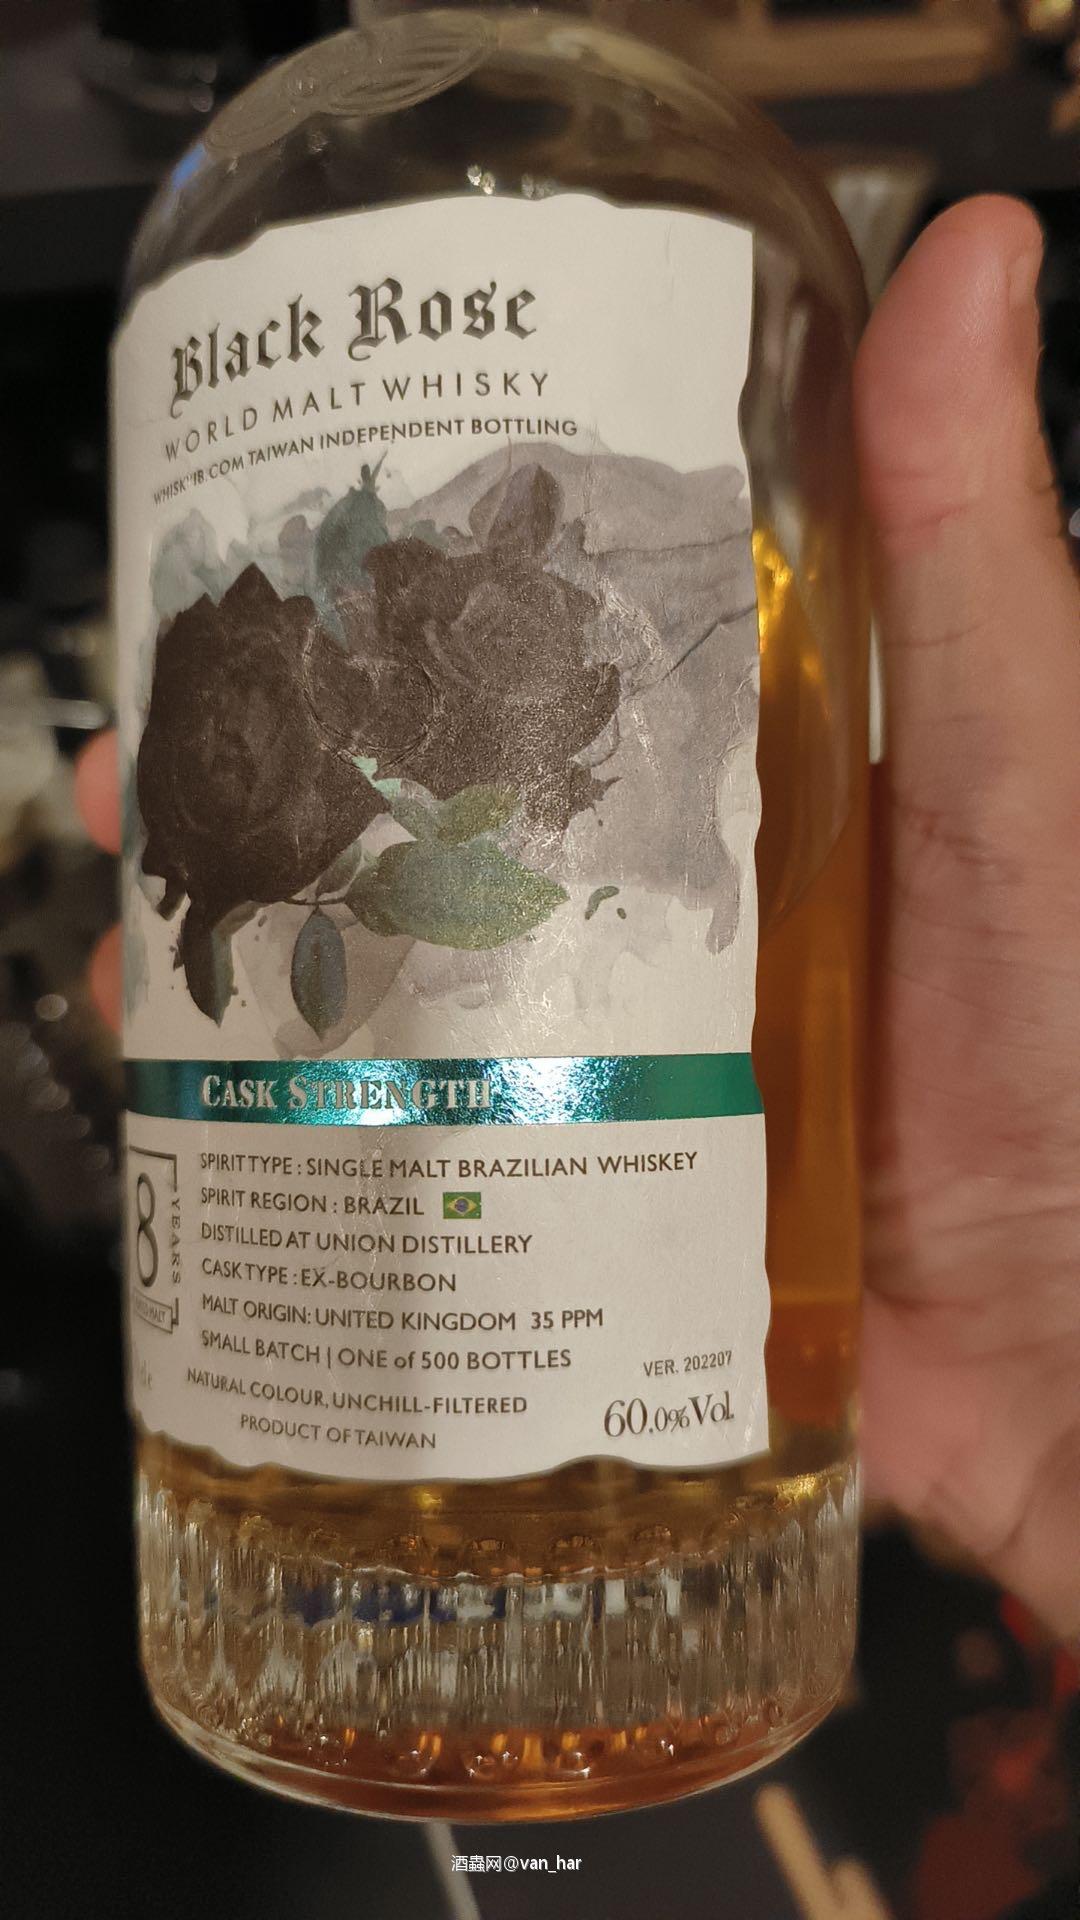 Black Rose
WORLD MALT WHISKY
WHISKYIB.COM TAIWAN INDEPENDENT BOTTLING
CASK STRENGTH
8
YEARS
MALT
SPIRIT TYPE : SINGLE MALT BRAZILIAN WHISKEY
SPIRIT REGION : BRAZIL
DISTILLED AT UNION DISTILLERY
CASK TYPE : EX-BOURBON
MALT ORIGIN: UNITED KINGDOM 35 PPM
SMALL BATCH | ONE of 500 BOTTLES
VER. 202207
NATURAL COLOUR, UNCHILL-FILTERED
60.0%Vol.
PRODUCT OF TAIWAN
酒蟲网@van_har